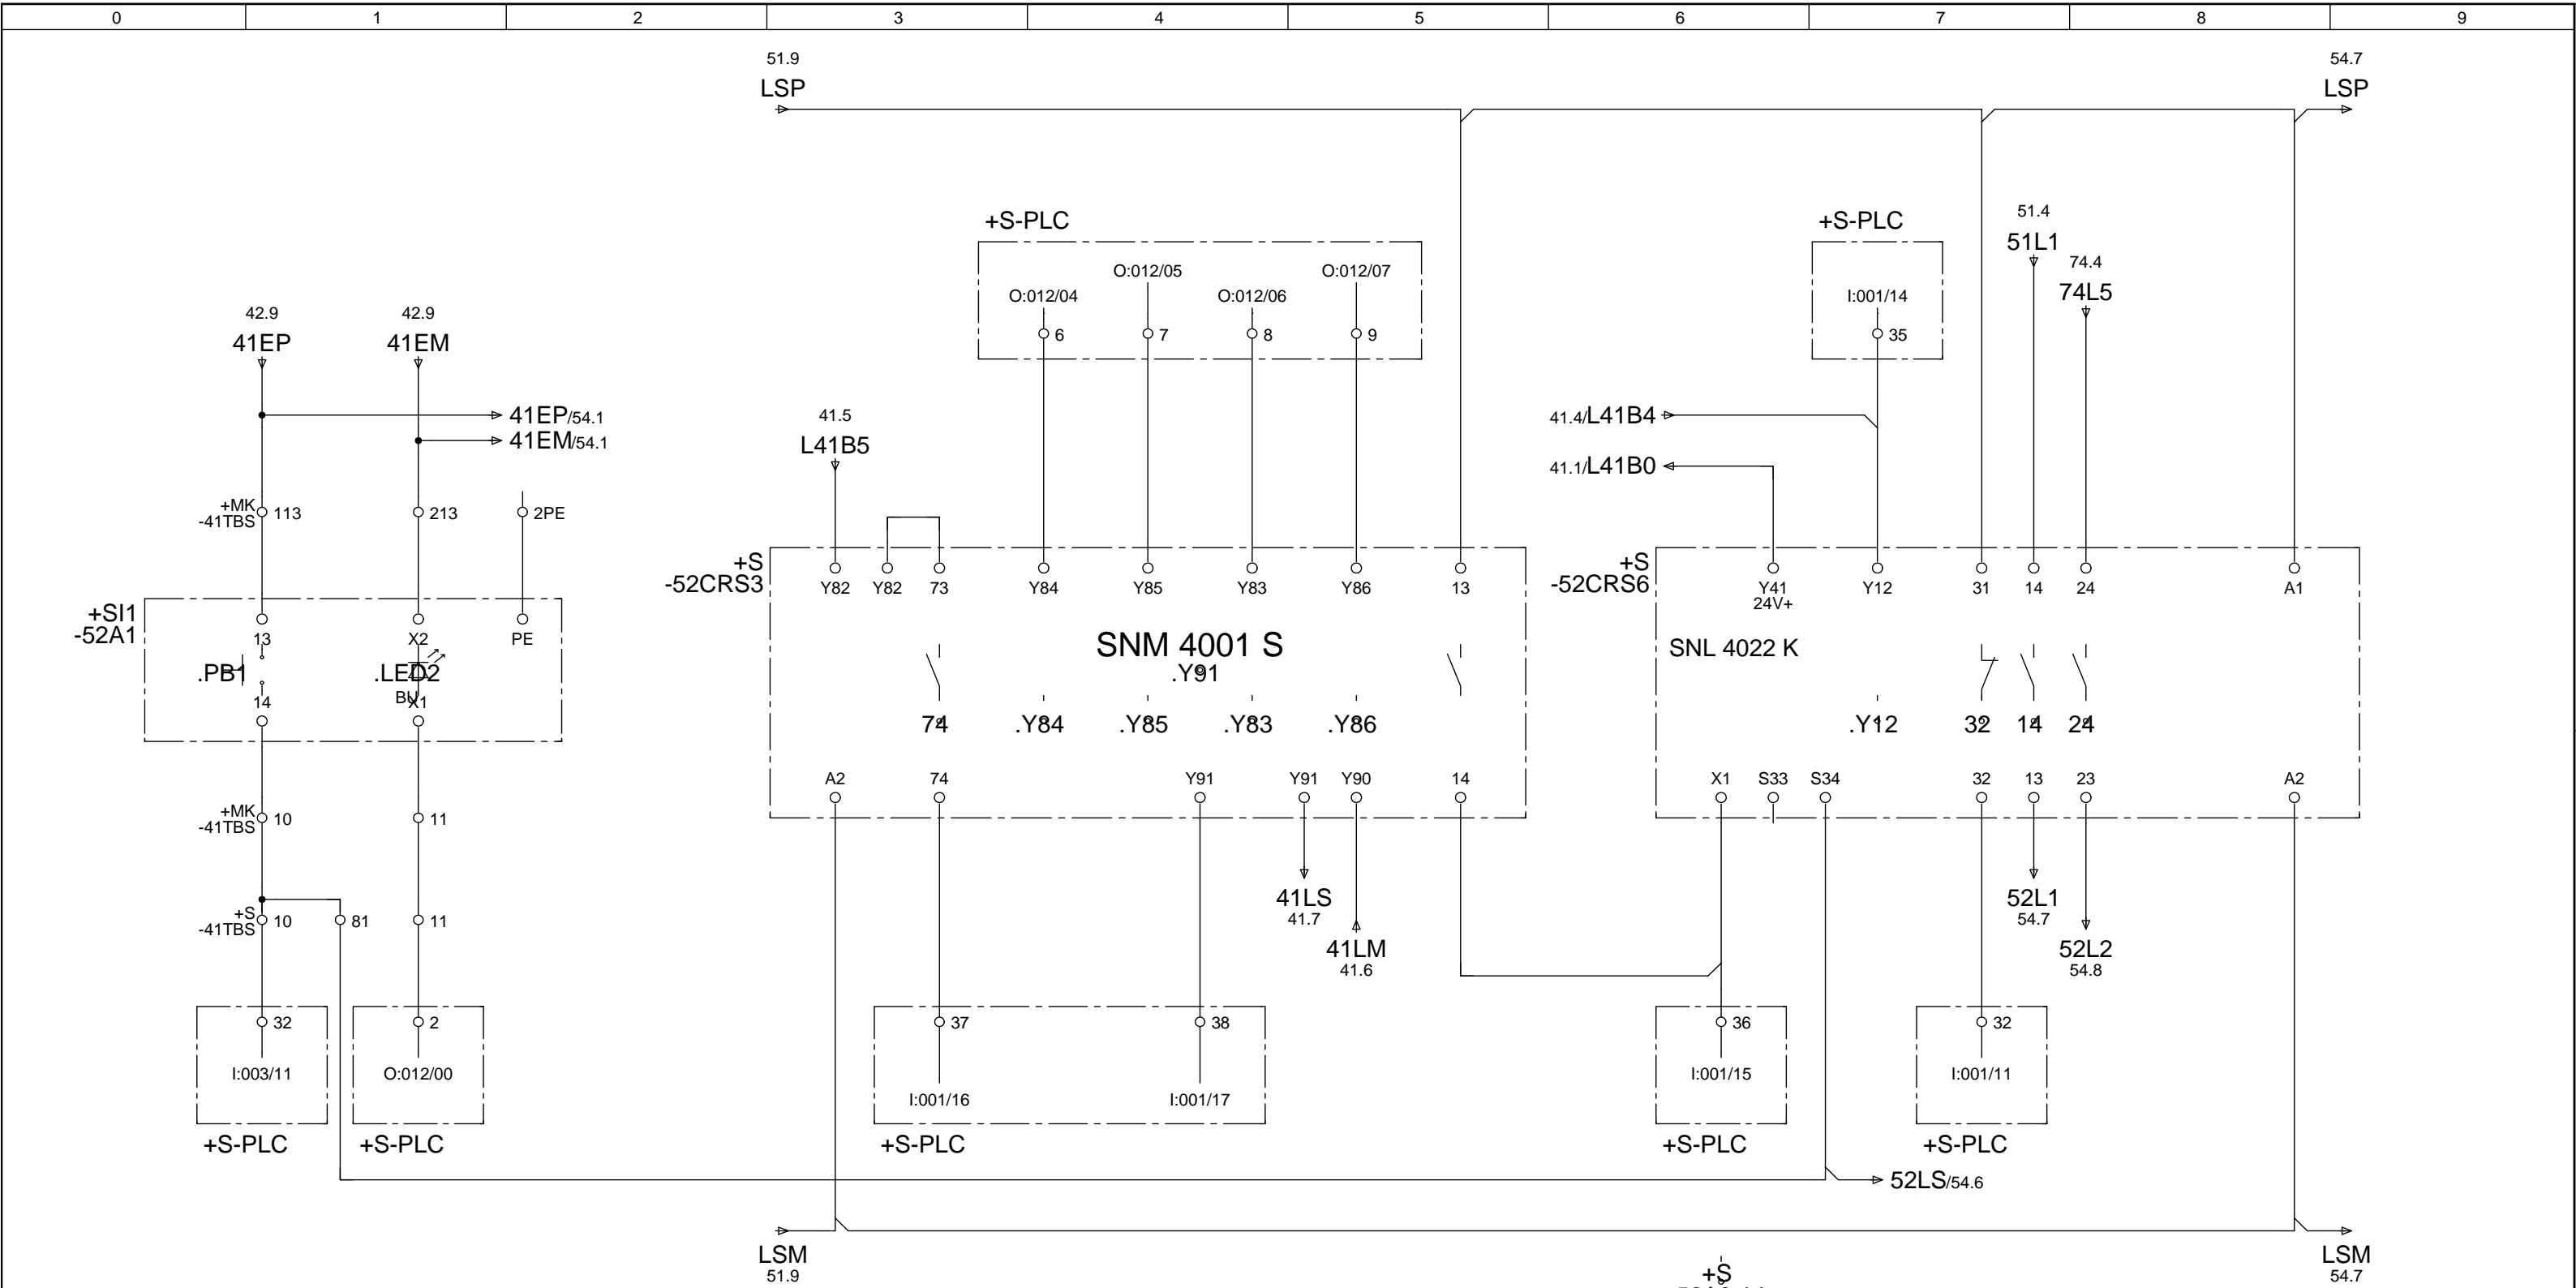 0 1 2 3 4 5 6 7 8 9
51.9 54.7
LSP LSP
+S-PLC +S-PLC
51.4
51L1
74.4
74L5
O:012/05 O:012/07
O:012/04 O:012/06 I:001/14
6 7 8 9 35
42.9 42.9
41EP 41EM
41EP/54.1
41EM/54.1
41.5
L41B5
41.4/L41B4
41.1/L41B0
+MK
-41TBS
113 213 2PE
+S
-52CRS3
Y82 Y82 73 Y84 Y85 Y83 Y86 13
+S
-52CRS6
Y41 Y12 31 14 24 A1
24V+
+SI1
-52A1
13 X2 PE
SNM 4001 S
SNL 4022 K
.PB1 .LED2 .Y91
BU
14 X1
74 .Y84 .Y85 .Y83 .Y86 .Y12 32 14 24
A2 74 Y91 Y91 Y90 14 X1 S33 S34 32 13 23 A2
+MK
-41TBS
10 11
41LS
41.7
52L1
54.7
+S
-41TBS
10 81 11
41LM
41.6
52L2
54.8
32 2 37 38 36 32
I:003/11 O:012/00 I:001/15 I:001/11
I:001/16 I:001/17
+S-PLC +S-PLC +S-PLC +S-PLC +S-PLC
52LS/54.6
LSM LSM
51.9 54.7
+S